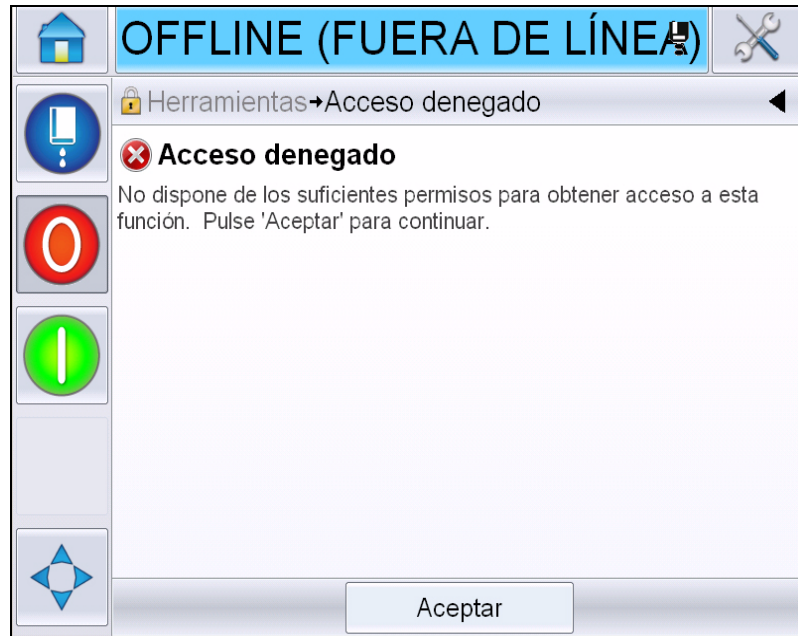 OFFLINE (FUERA DE LÍNEA)
Herramientas→Acceso denegado
Acceso denegado
No dispone de los suficientes permisos para obtener acceso a esta
función. Pulse 'Aceptar' para continuar.
Aceptar